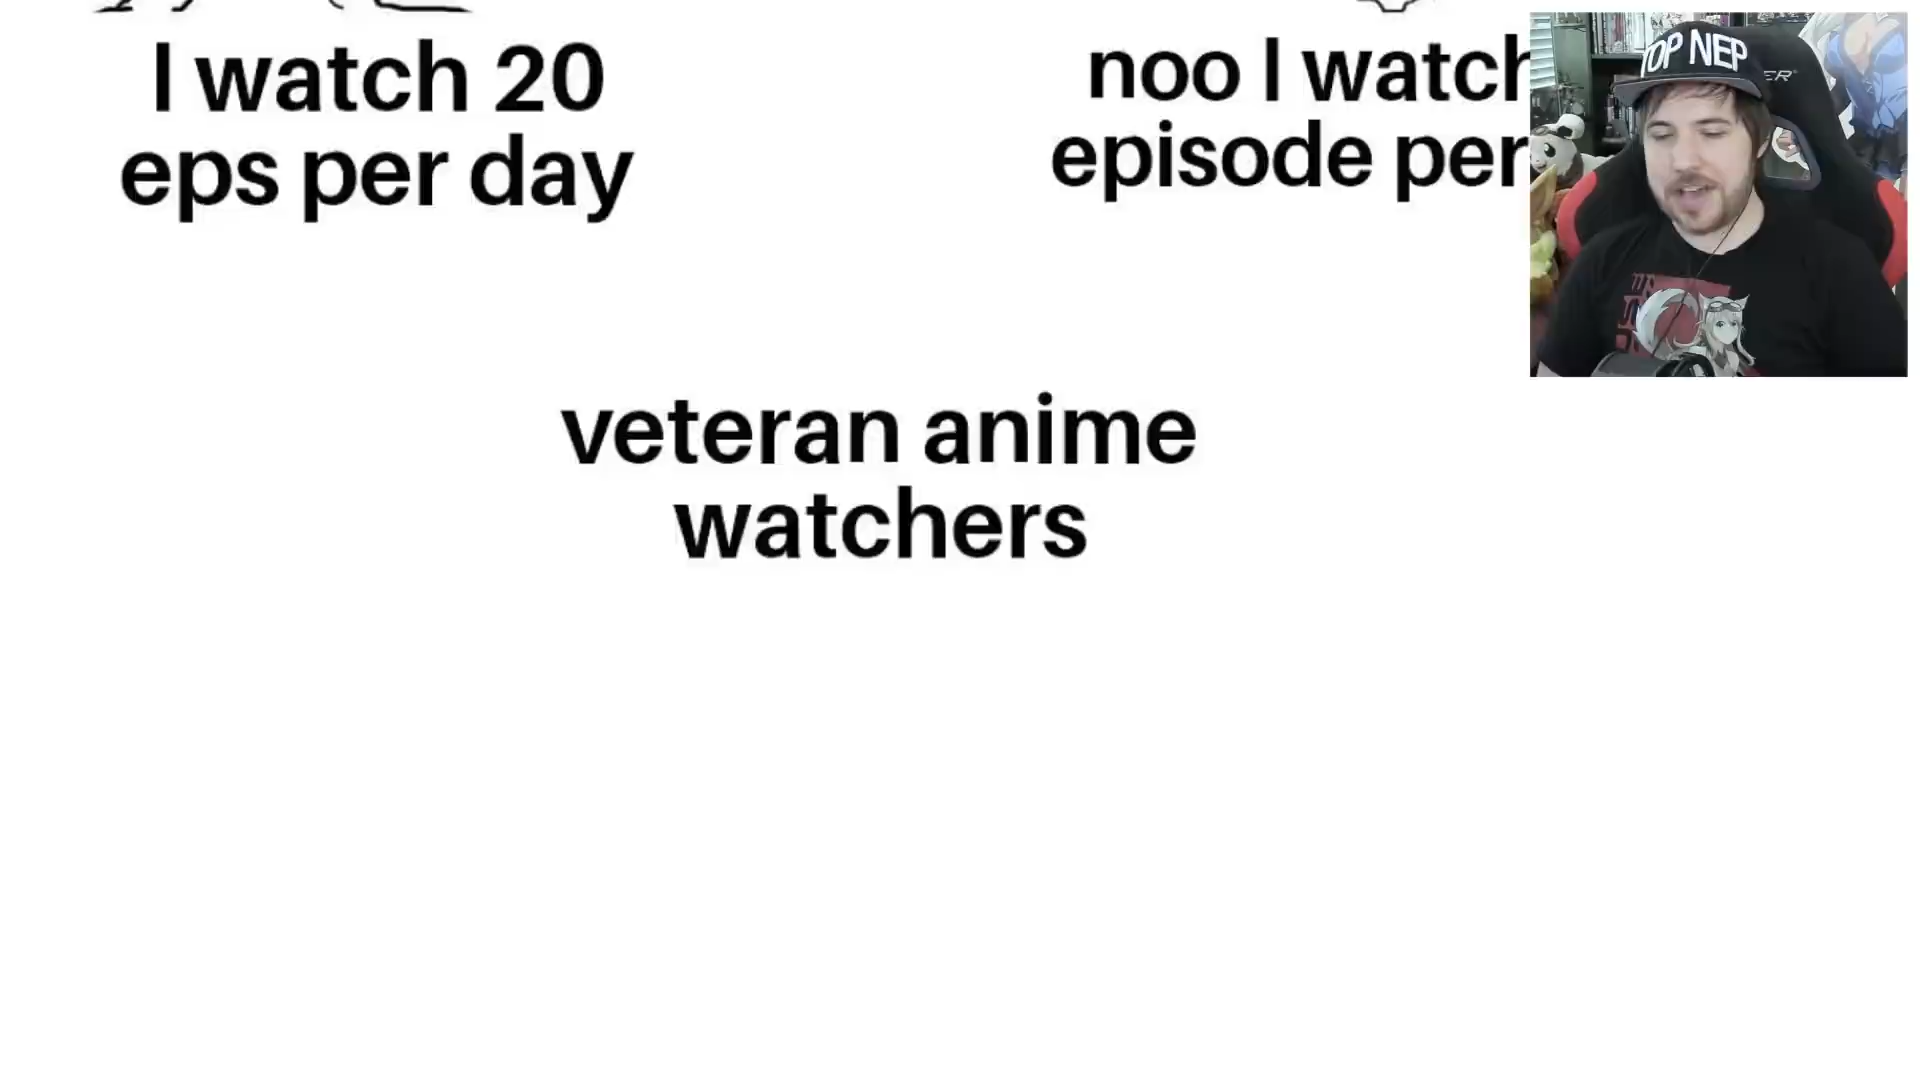 I watch 20
eps per day
noo I watch
episode per
veteran anime
watchers
TOP NEP